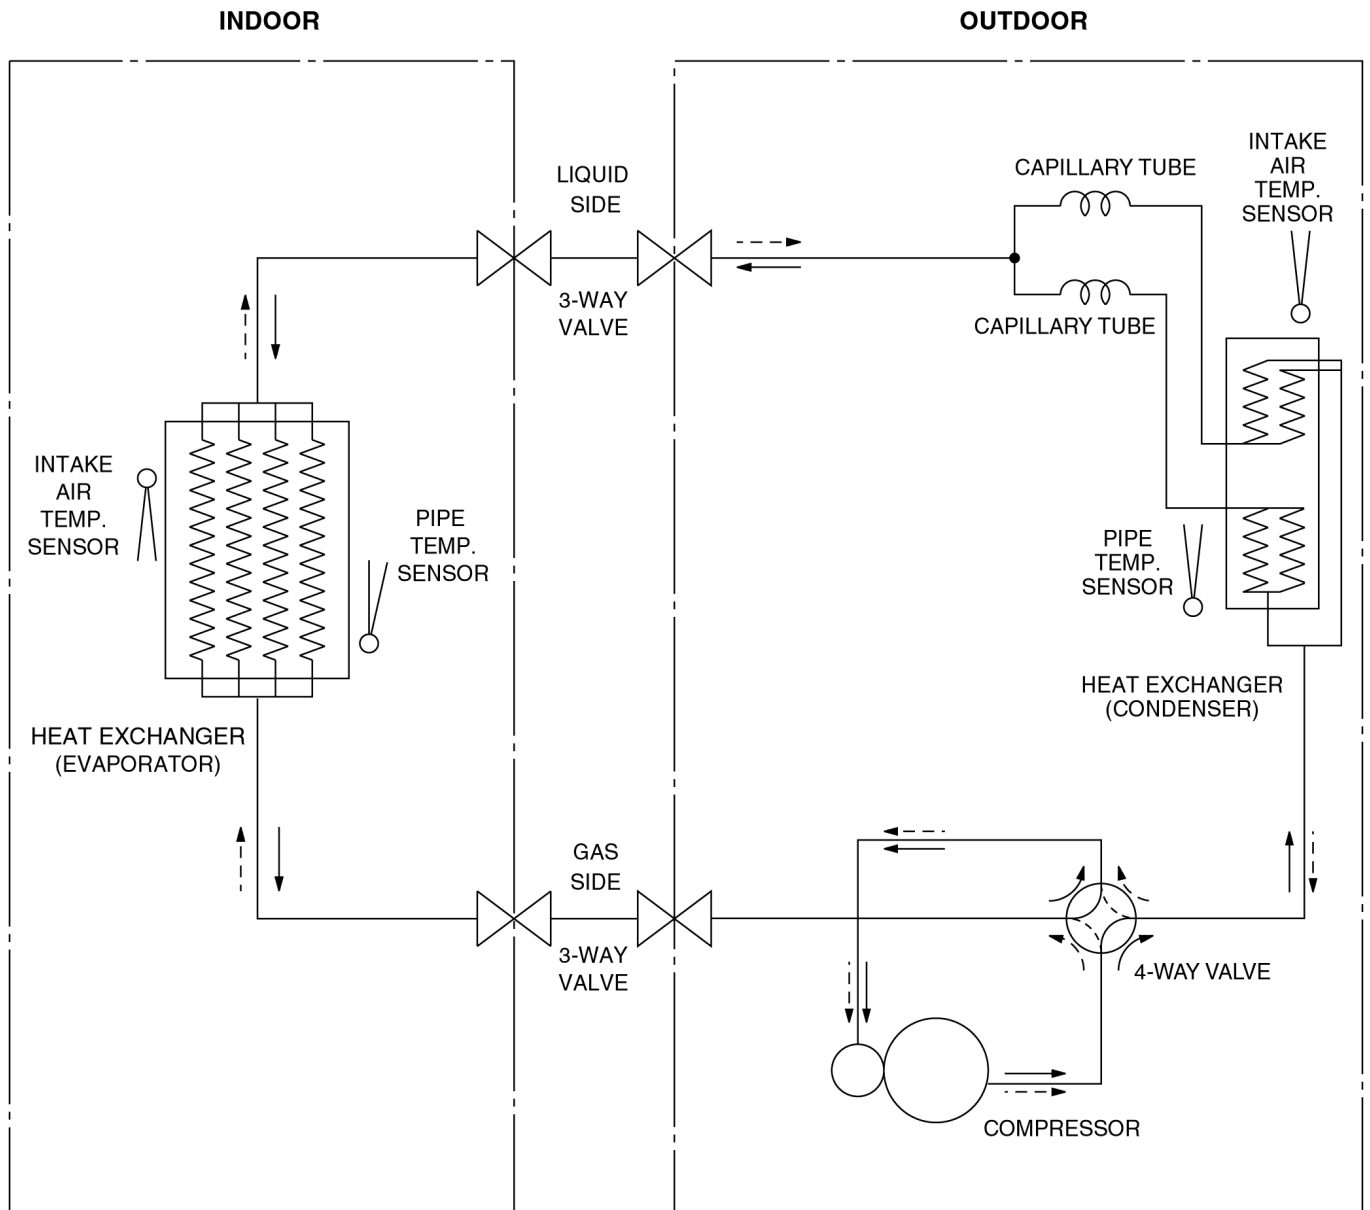 INDOOR
OUTDOOR
INTAKE
AIR
TEMP.
SENSOR
CAPILLARY TUBE
LIQUID
SIDE
3-WAY
VALVE
CAPILLARY TUBE
INTAKE
AIR
TEMP.
SENSOR
PIPE
TEMP.
SENSOR
PIPE
TEMP.
SENSOR
HEAT EXCHANGER
(CONDENSER)
HEAT EXCHANGER
(EVAPORATOR)
GAS
SIDE
3-WAY
VALVE
4-WAY VALVE
COMPRESSOR